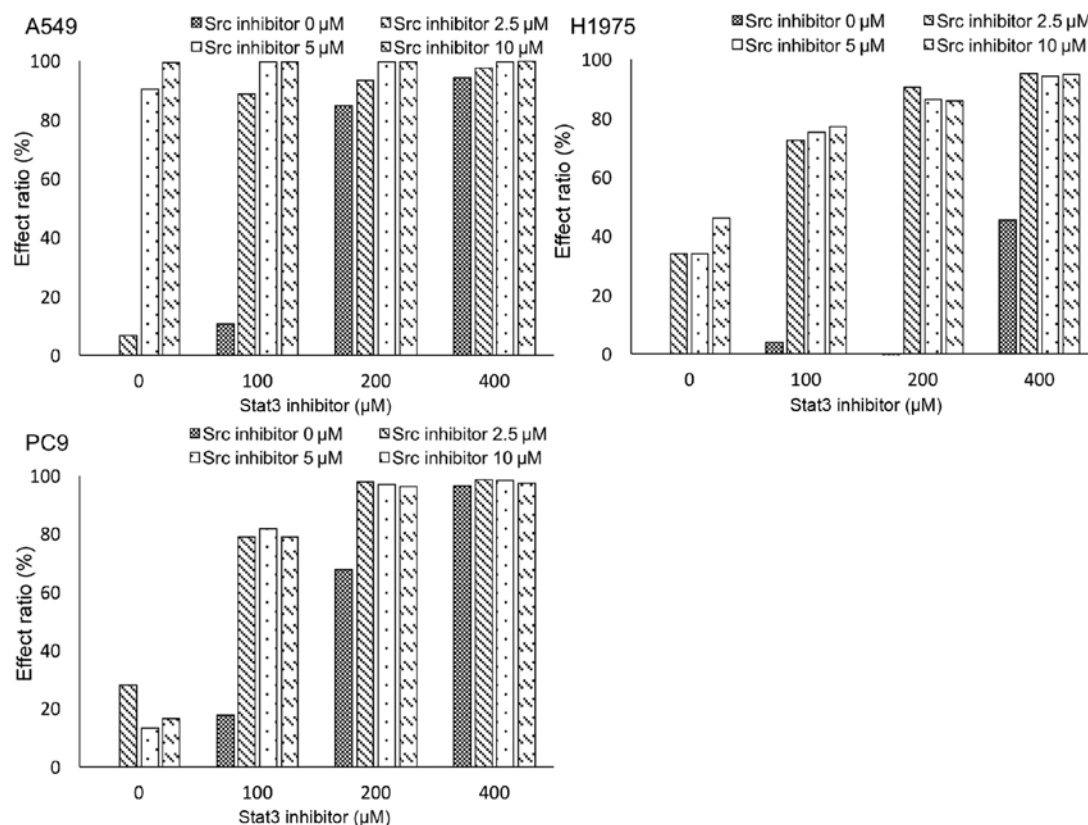 A549
Src inhibitor 0 μM Src inhibitor 2.5 μM
Src inhibitor 5 μM Src inhibitor 10 μM
100
80
60
40
20
0
Effect ratio (%)
0 100 200 400
Stat3 inhibitor (μM)
H1975
Src inhibitor 0 μM Src inhibitor 2.5 μM
Src inhibitor 5 μM Src inhibitor 10 μM
100
80
60
40
20
0
Effect ratio (%)
0 100 200 400
Stat3 inhibitor (μM)
PC9
Src inhibitor 0 μM Src inhibitor 2.5 μM
Src inhibitor 5 μM Src inhibitor 10 μM
100
80
60
40
20
0
Effect ratio (%)
0 100 200 400
Stat3 inhibitor (μM)